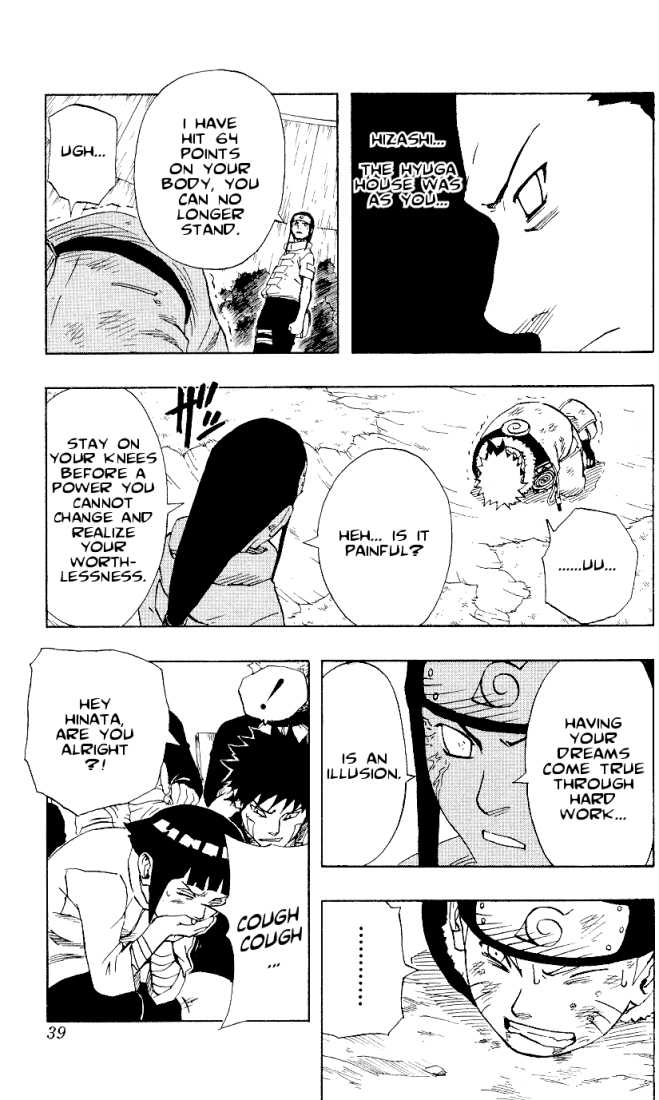 HIZASHI...
THE HYUGA
HOUSE WAS
AS YOU...
I HAVE
HIT 64
POINTS
ON YOUR
BODY, YOU
CAN NO
LONGER
STAND.
UGH...
......UU...
HEH... IS IT
PAINFUL?
STAY ON
YOUR KNEES
BEFORE A
POWER YOU
CANNOT
CHANGE AND
REALIZE
YOUR
WORTH-
LESSNESS.
HAVING
YOUR
DREAMS
COME TRUE
THROUGH
HARD
WORK...
IS AN
ILLUSION.
.........
!
HEY
HINATA,
ARE YOU
ALRIGHT
?!
COUGH
COUGH
...
39